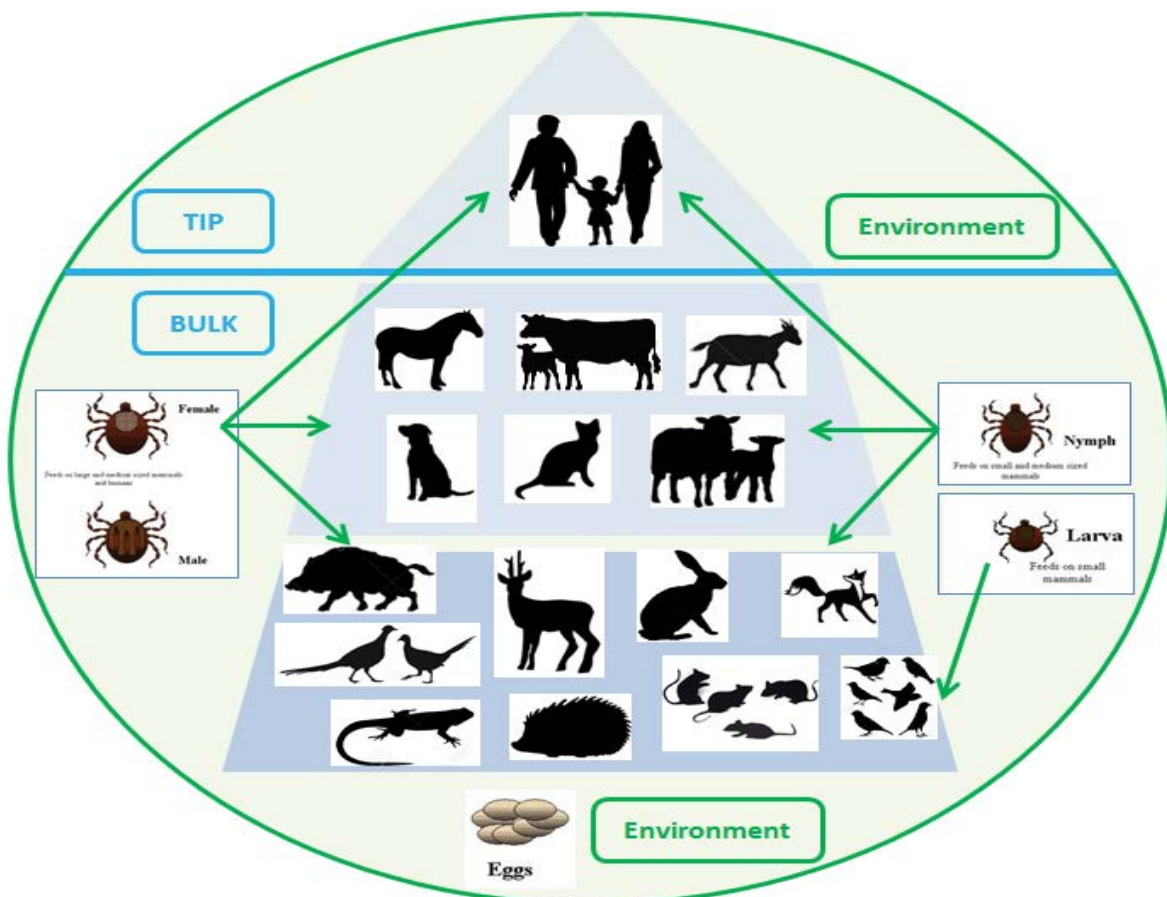 TIP
Environment
BULK
Female
Feeds on large and medium sized mammals
and humans
Male
Nymph
Feeds on small and medium sized
mammals
Larva
Feeds on small
mammals
Eggs
Environment